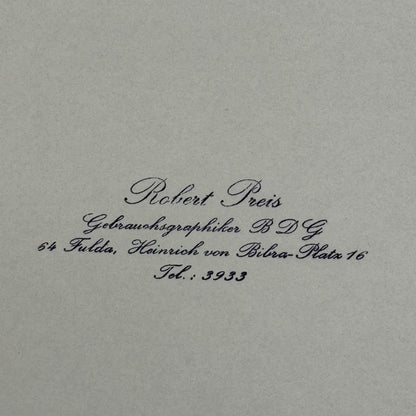 Robert Preis
Gebrauchsgraphiker B D G
64 Fulda, Heinrich von Bibra-Platz 16
Tel.: 3933